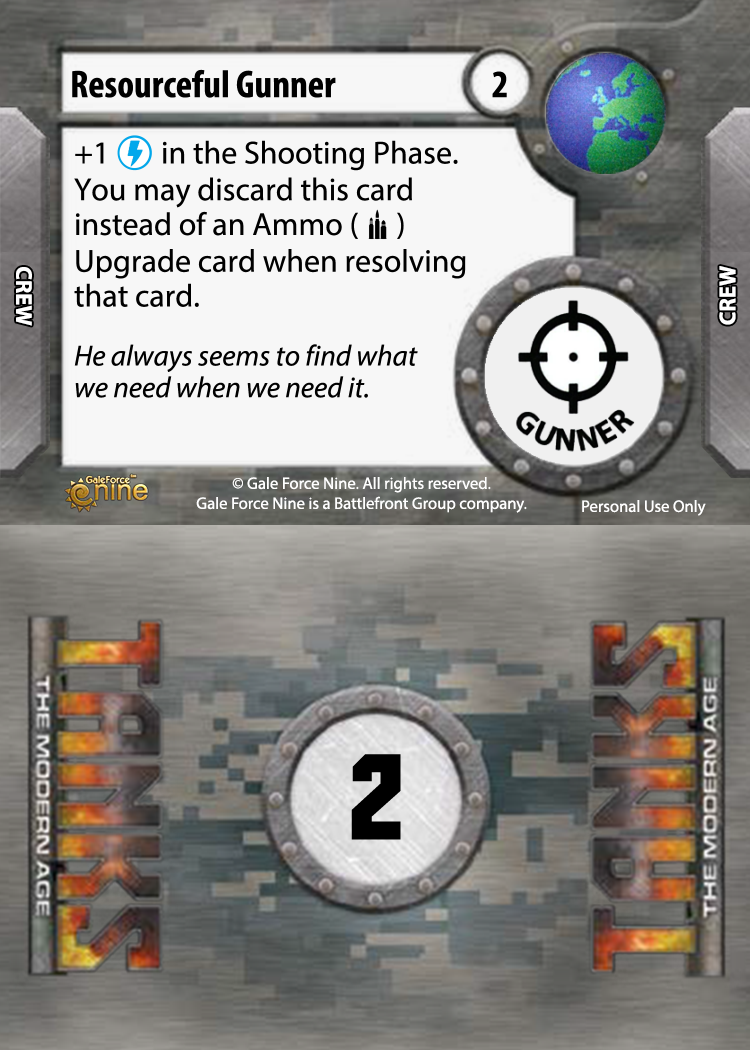 Resourceful Gunner
2
+1 in the Shooting Phase.
You may discard this card
instead of an Ammo ( )
Upgrade card when resolving
that card.
He always seems to find what
we need when we need it.
GUNNER
CREW
CREW
GaleForce™
nine
© Gale Force Nine. All rights reserved.
Gale Force Nine is a Battlefront Group company.
Personal Use Only
TANKS
THE MODERN AGE
2
TANKS
THE MODERN AGE